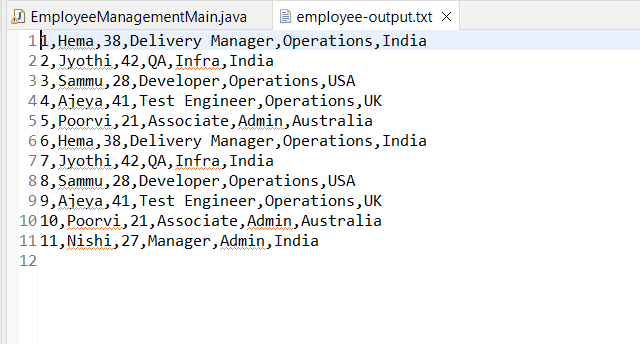 EmployeeManagementMain.java employee-output.txt
1 1,Hema,38,Delivery Manager,Operations,India
2 2,Jyothi,42,QA,Infra,India
3 3,Sammu,28,Developer,Operations,USA
4 4,Ajeya,41,Test Engineer,Operations,UK
5 5,Poorvi,21,Associate,Admin,Australia
6 6,Hema,38,Delivery Manager,Operations,India
7 7,Jyothi,42,QA,Infra,India
8 8,Sammu,28,Developer,Operations,USA
9 9,Ajeya,41,Test Engineer,Operations,UK
10 10,Poorvi,21,Associate,Admin,Australia
11 11,Nishi,27,Manager,Admin,India
12